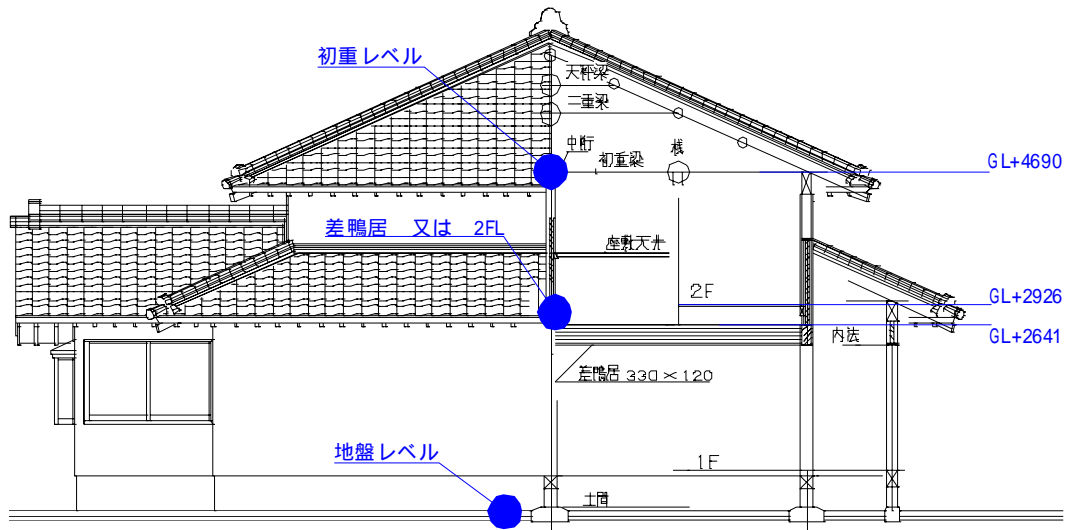 初重レベル
天秤梁
二重梁
中桁
初重梁
桟
GL+4690
差鴨居　又は　2FL
座敷天井
2F
GL+2926
GL+2641
内法
差鴨居 330×120
地盤レベル
1F
土間